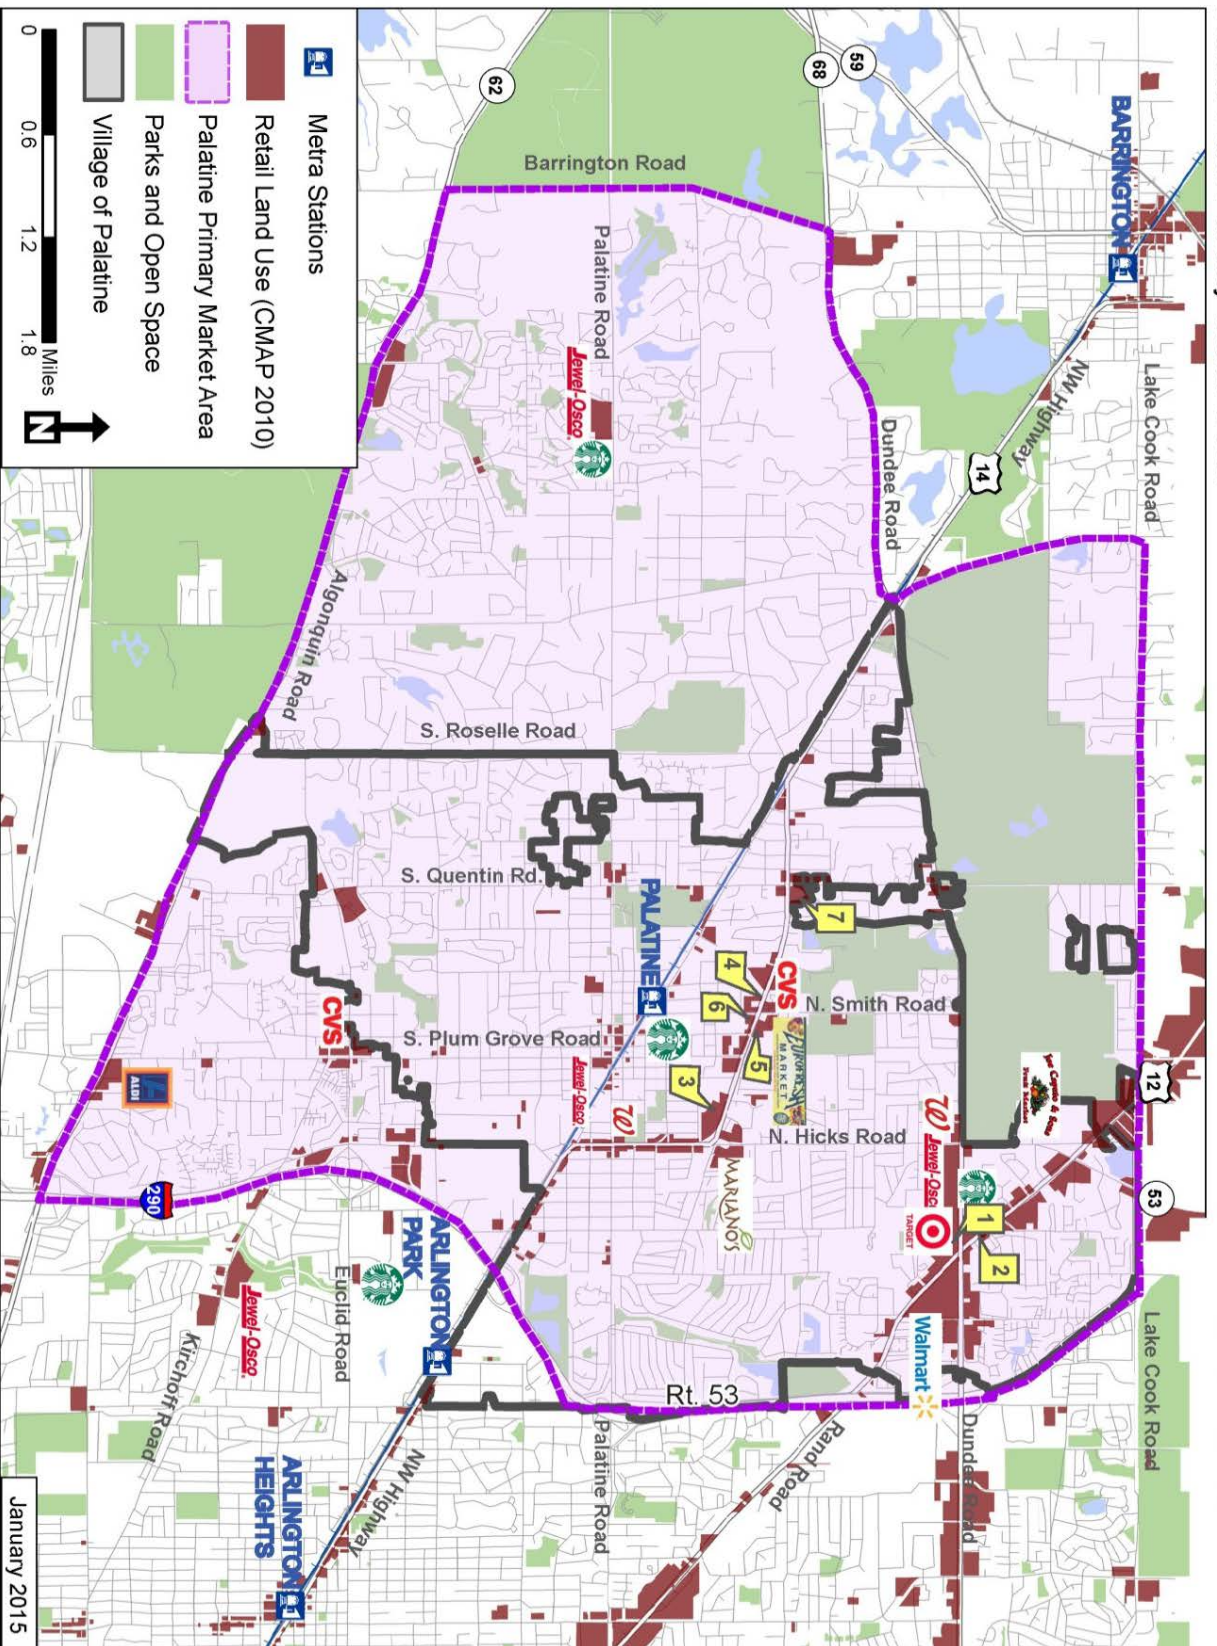 BARRINGTON
Lake Cook Road
NW Highway
14
59
68
62
Barrington Road
Palatine Road
Jewel-Osco
Dundee Road
Algonquin Road
S. Roselle Road
S. Quentin Rd.
PALATINE
7
4
6
CVS
N. Smith Road
S. Plum Grove Road
CVS
ALDI
3
5
MARKET
12
Jewel-Osco
N. Hicks Road
Jewel-Osc
MARIANO'S
53
TARGET
1
2
290
ARLINGTON
PARK
Euclid Road
Jewel-Osco
Kirchoff Road
Walmart
Rt. 53
Lake Cook Road
Dundee Road
Rand Road
Palatine Road
NW Highway
ARLINGTON
HEIGHTS
Metra Stations
Retail Land Use (CMAP 2010)
Palatine Primary Market Area
Parks and Open Space
Village of Palatine
0 0.6 1.2 1.8
Miles
N
January 2015